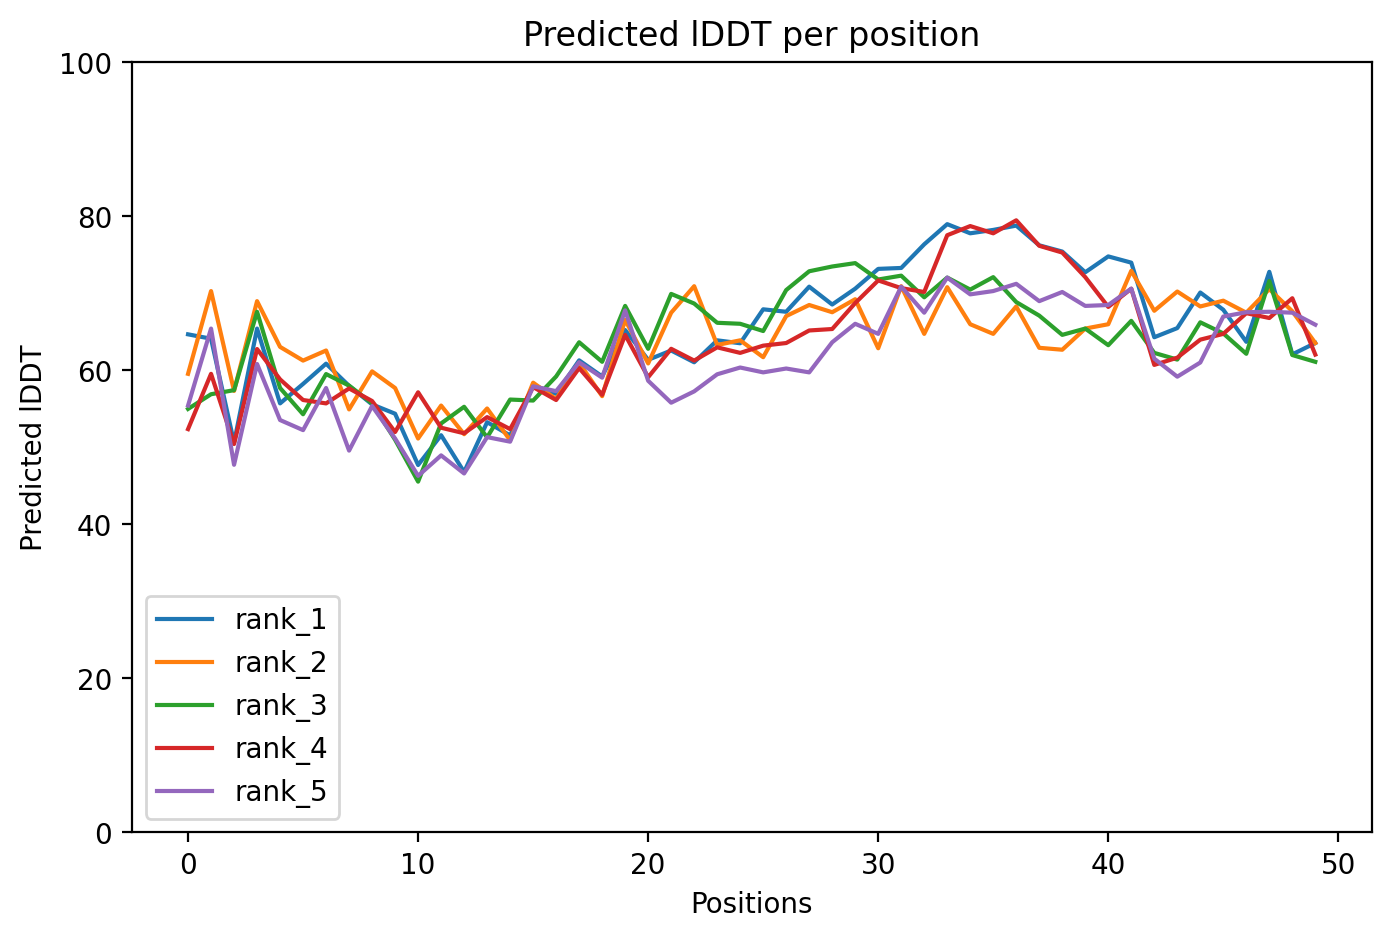 Predicted lDDT per position
100
80
60
40
20
0
Predicted lDDT
rank_1
rank_2
rank_3
rank_4
rank_5
0 10 20 30 40 50
Positions